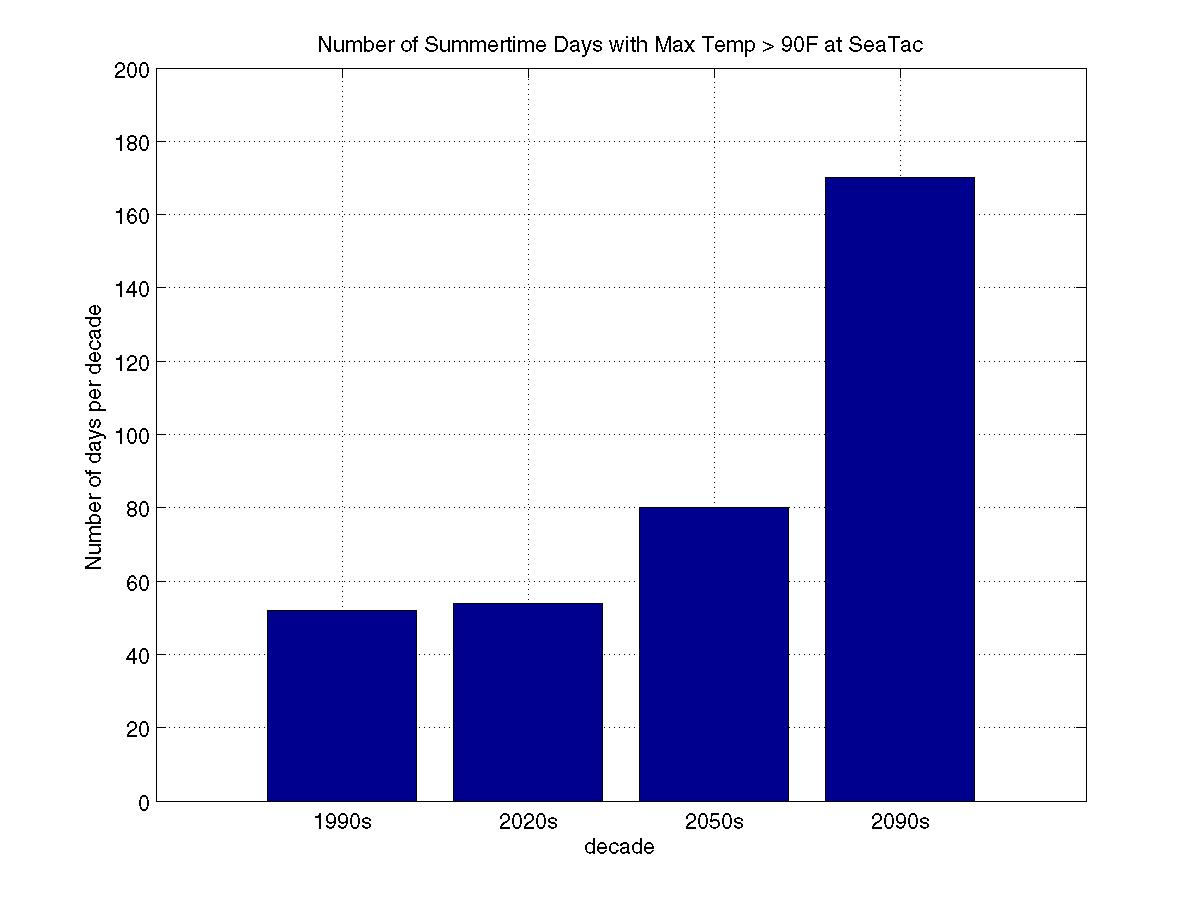 Number of Summertime Days with Max Temp > 90F at SeaTac
200
180
160
140
120
100
80
60
40
20
0
Number of days per decade
1990s 2020s 2050s 2090s
decade